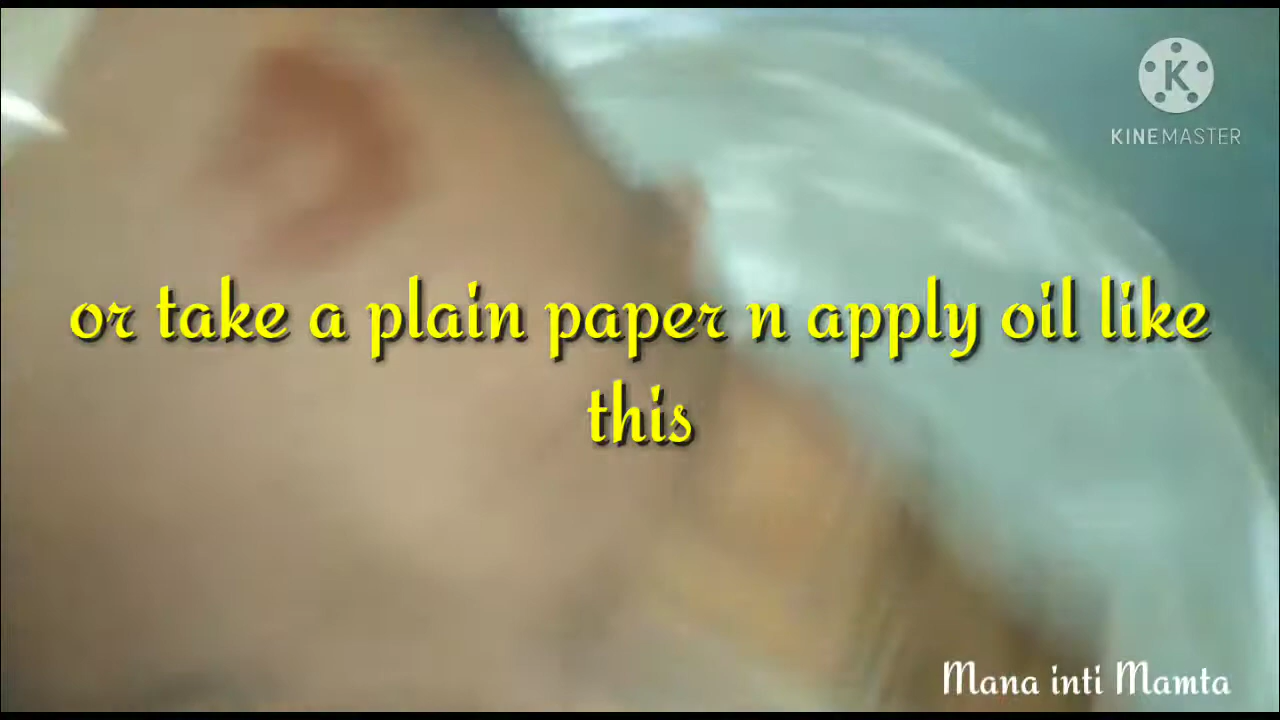 K
KINEMASTER
or take a plain paper n apply oil like
this
Mana inti Mamta